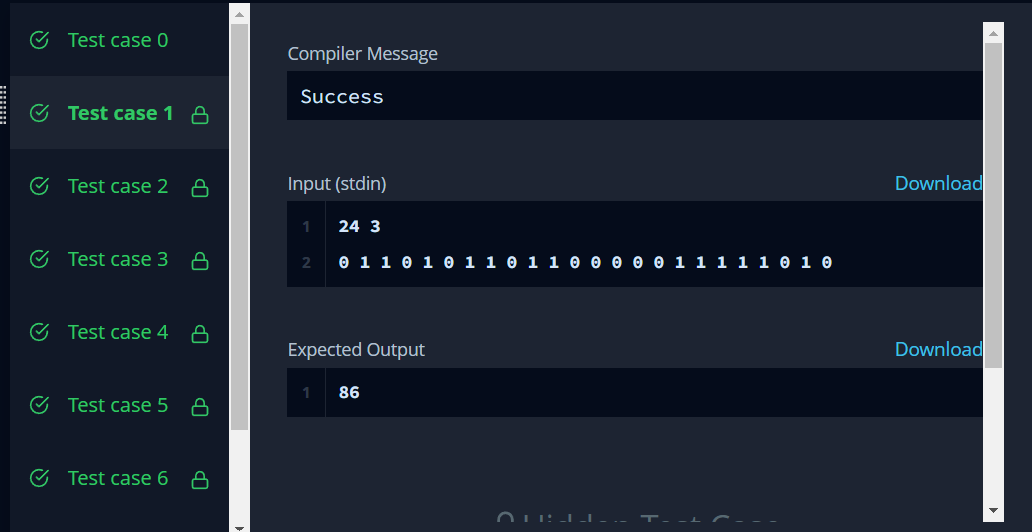 Test case 0
Test case 1
Test case 2
Test case 3
Test case 4
Test case 5
Test case 6
Compiler Message
Success
Input (stdin)
Download
1 24 3
2 0 1 1 0 1 0 1 1 0 1 1 0 0 0 0 0 1 1 1 1 1 0 1 0
Expected Output
Download
1 86
Hidden Test Case